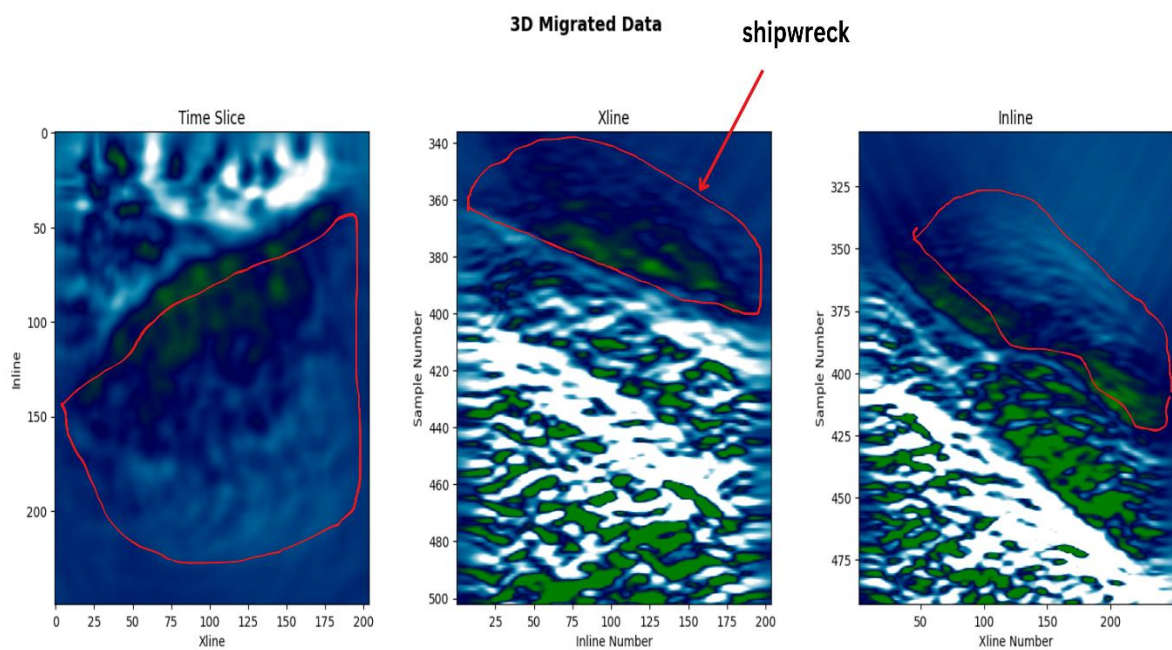 3D Migrated Data
shipwreck
Time Slice
0
50
100
150
200
Inline
0 25 50 75 100 125 150 175 200
Xline
Xline
340
360
380
400
420
440
460
480
500
Sample Number
25 50 75 100 125 150 175 200
Inline Number
Inline
325
350
375
400
425
450
475
Sample Number
50 100 150 200
Xline Number